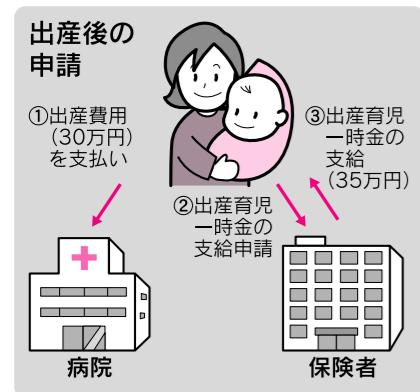 出産後の
申請
①出産費用
（30万円）
を支払い
③出産育児
一時金の
支給
（35万円）
②出産育児
一時金の
支給申請
病院
保険者